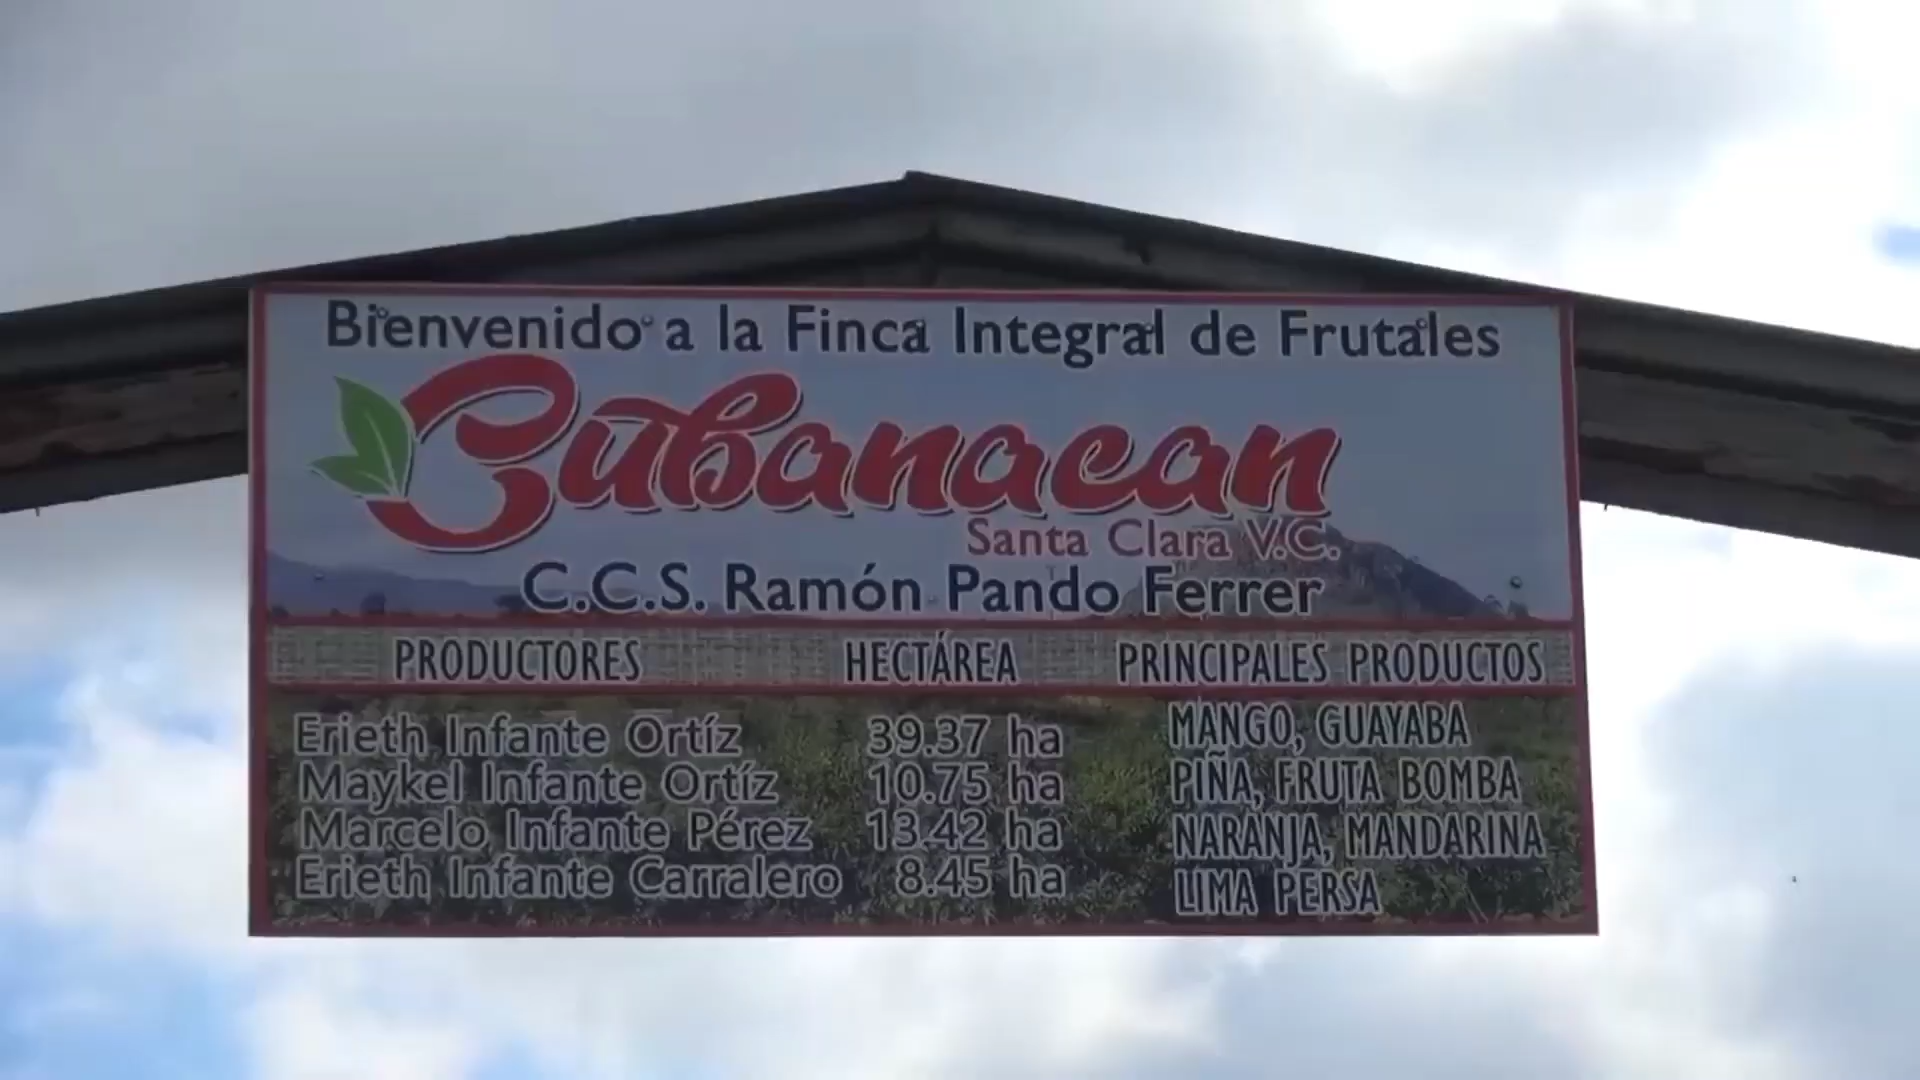 Bienvenido a la Finca Integral de Frutales
Cubanacan
Santa Clara V.C.
C.C.S. Ramón Pando Ferrer
PRODUCTORES HECTÁREA PRINCIPALES PRODUCTOS
Erieth Infante Ortíz 39.37 ha MANGO, GUAYABA
Maykel Infante Ortíz 10.75 ha PIÑA, FRUTA BOMBA
Marcelo Infante Pérez 13.42 ha NARANJA, MANDARINA
Erieth Infante Carralero 8.45 ha LIMA PERSA